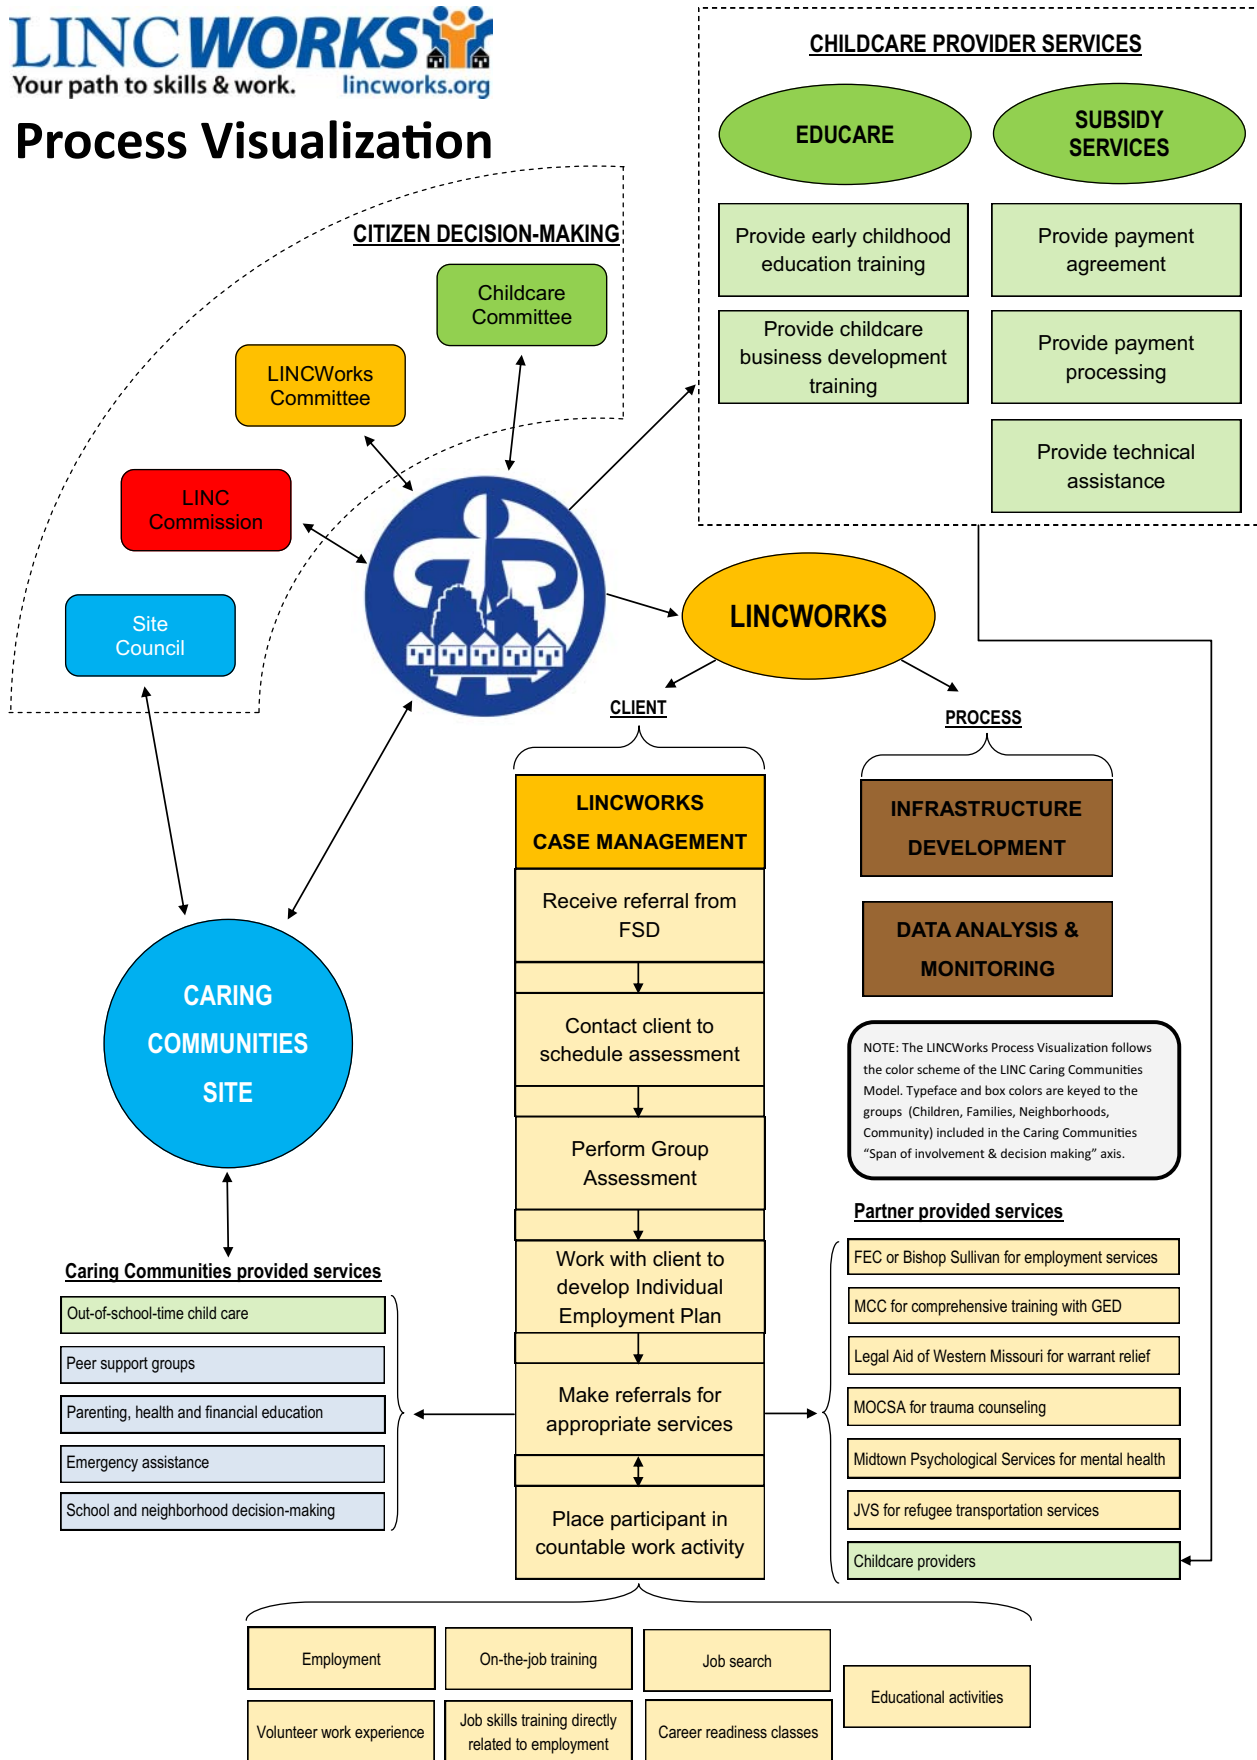 LINCWORKS
Your path to skills & work. lincworks.org
Process Visualization
CHILDCARE PROVIDER SERVICES
EDUCARE
SUBSIDY
SERVICES
Provide early childhood
education training
Provide payment
agreement
Provide childcare
business development
training
Provide payment
processing
Provide technical
assistance
CITIZEN DECISION-MAKING
Childcare
Committee
LINCWorks
Committee
LINC
Commission
Site
Council
LINCWORKS
CLIENT
PROCESS
LINCWORKS
CASE MANAGEMENT
Receive referral from
FSD
Contact client to
schedule assessment
Perform Group
Assessment
Work with client to
develop Individual
Employment Plan
Make referrals for
appropriate services
Place participant in
countable work activity
INFRASTRUCTURE
DEVELOPMENT
DATA ANALYSIS &
MONITORING
NOTE: The LINCWorks Process Visualization follows
the color scheme of the LINC Caring Communities
Model. Typeface and box colors are keyed to the
groups (Children, Families, Neighborhoods,
Community) included in the Caring Communities
“Span of involvement & decision making” axis.
CARING
COMMUNITIES
SITE
Caring Communities provided services
Out-of-school-time child care
Peer support groups
Parenting, health and financial education
Emergency assistance
School and neighborhood decision-making
Partner provided services
FEC or Bishop Sullivan for employment services
MCC for comprehensive training with GED
Legal Aid of Western Missouri for warrant relief
MOCSA for trauma counseling
Midtown Psychological Services for mental health
JVS for refugee transportation services
Childcare providers
Employment
On-the-job training
Job search
Educational activities
Volunteer work experience
Job skills training directly
related to employment
Career readiness classes